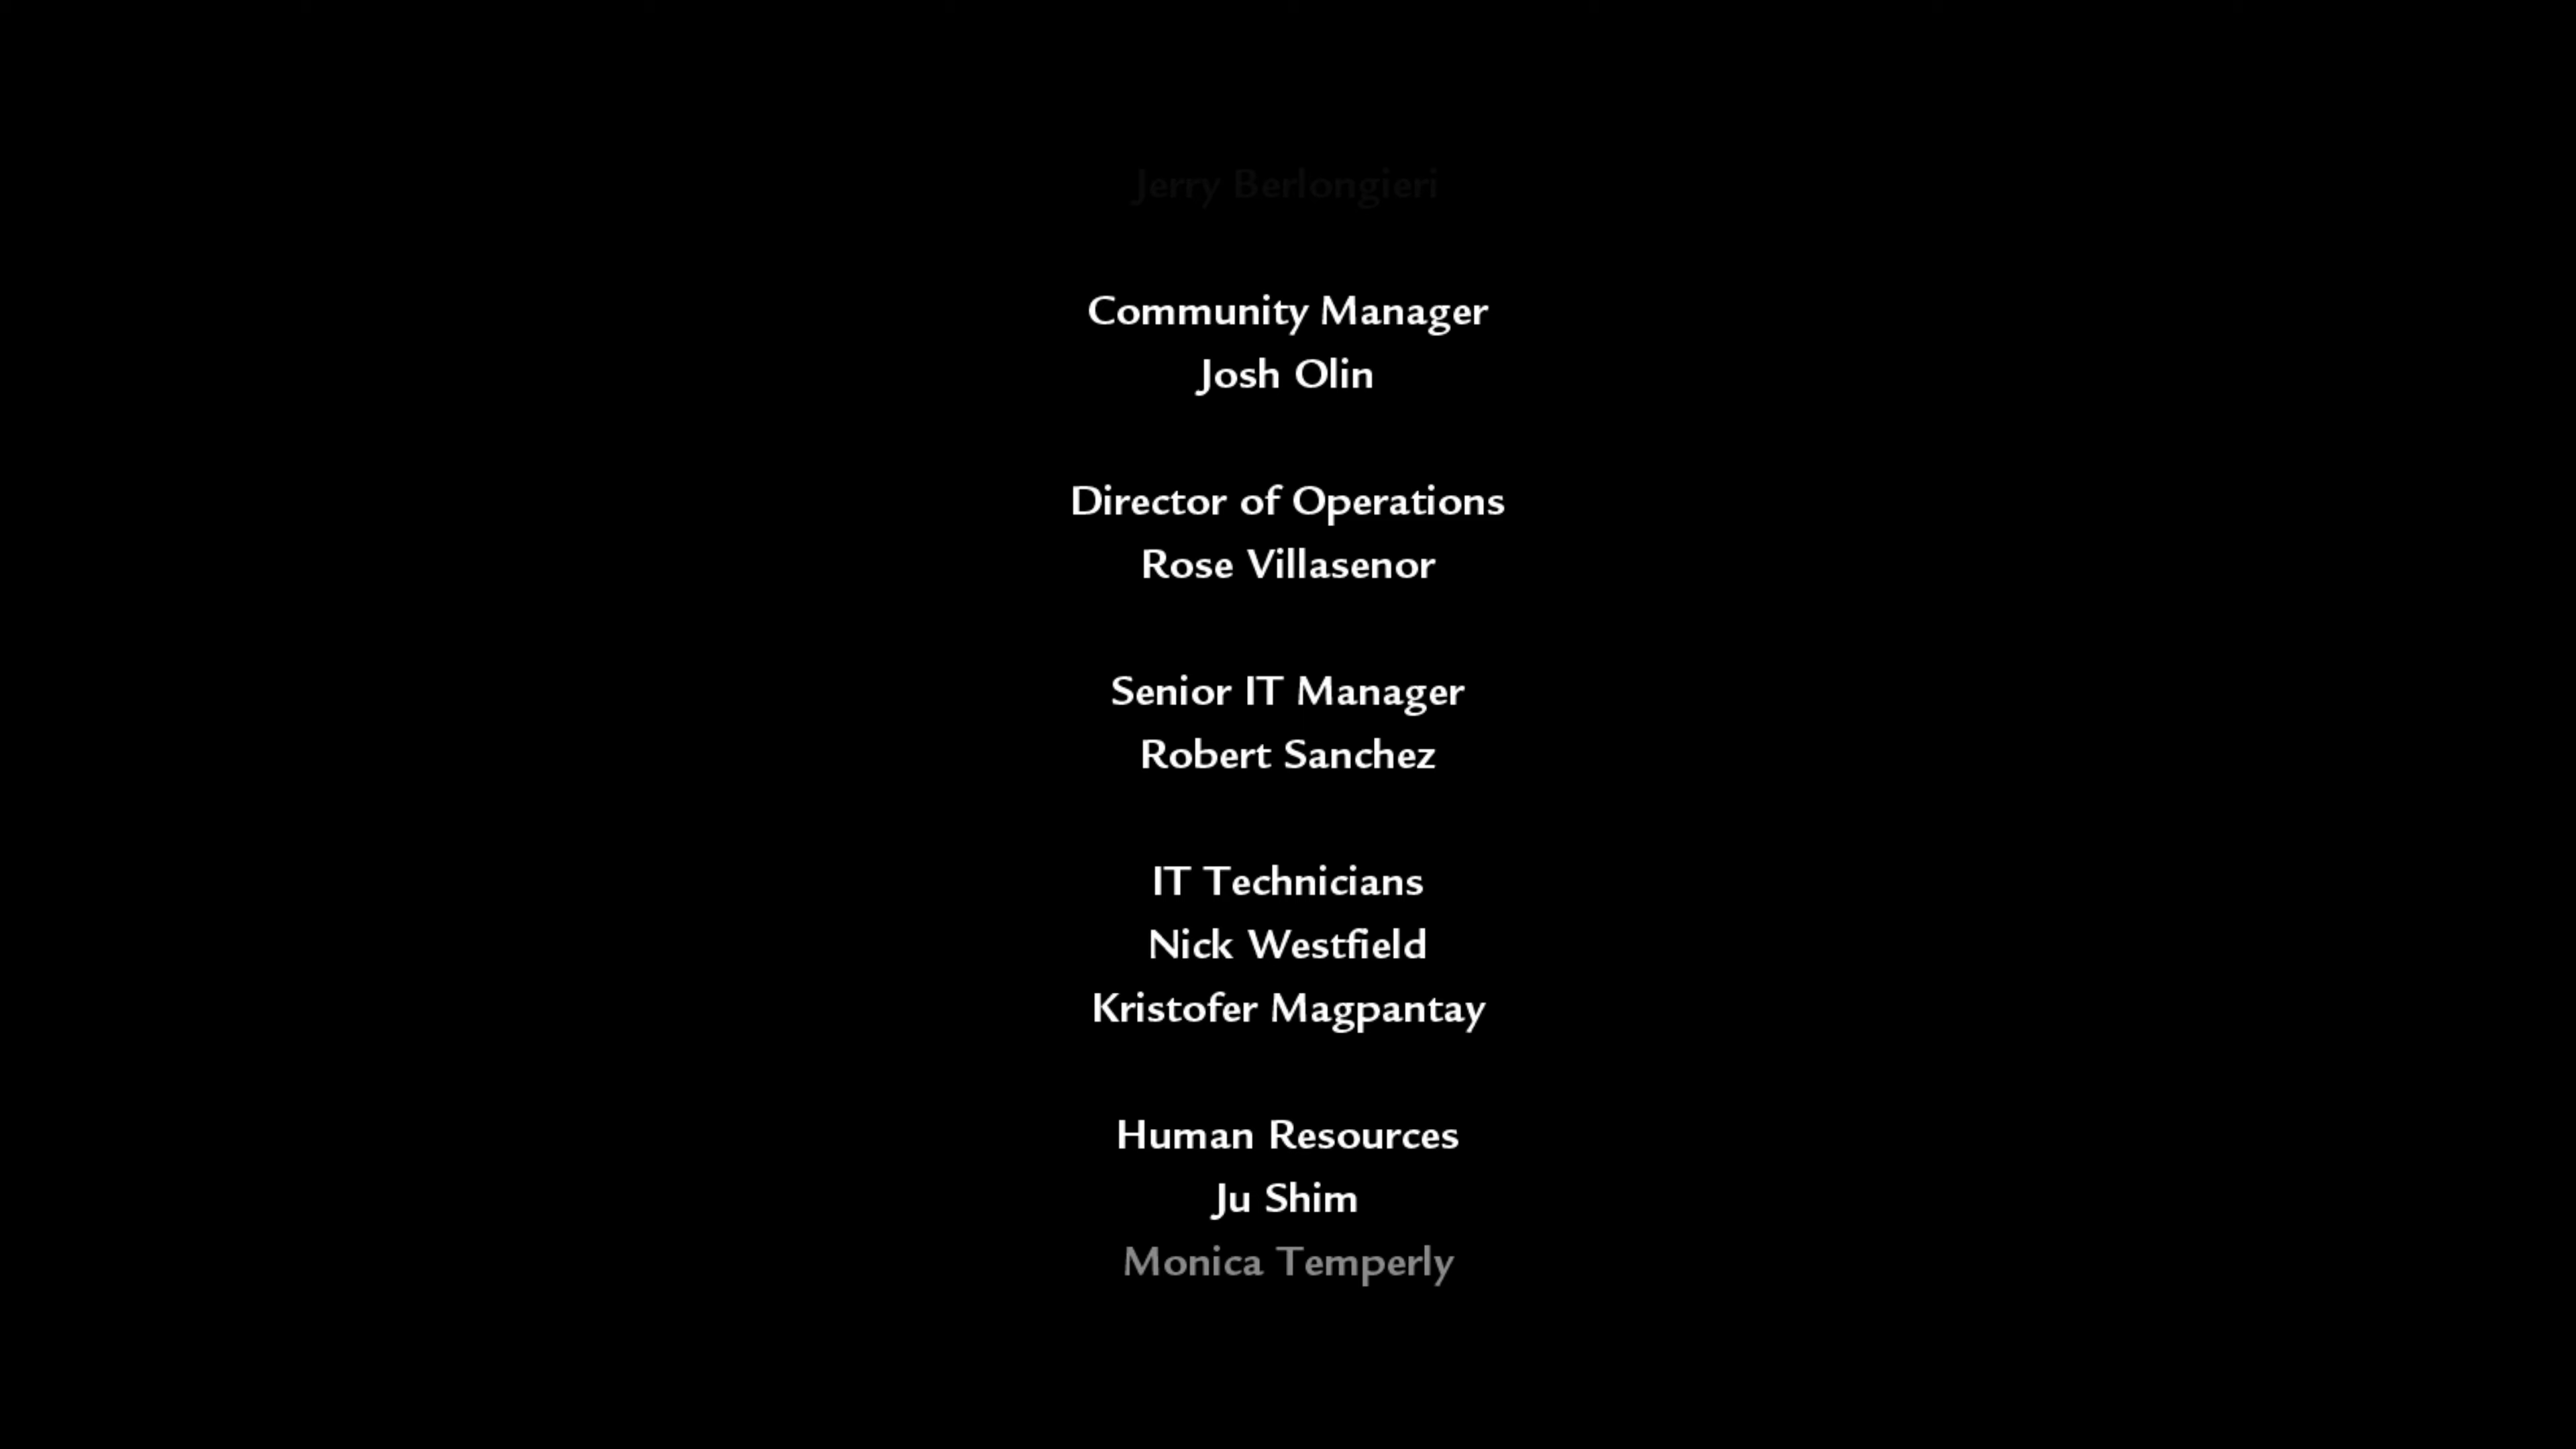 Jerry Berlongieri
Community Manager
Josh Olin
Director of Operations
Rose Villasenor
Senior IT Manager
Robert Sanchez
IT Technicians
Nick Westfield
Kristofer Magpantay
Human Resources
Ju Shim
Monica Temperly